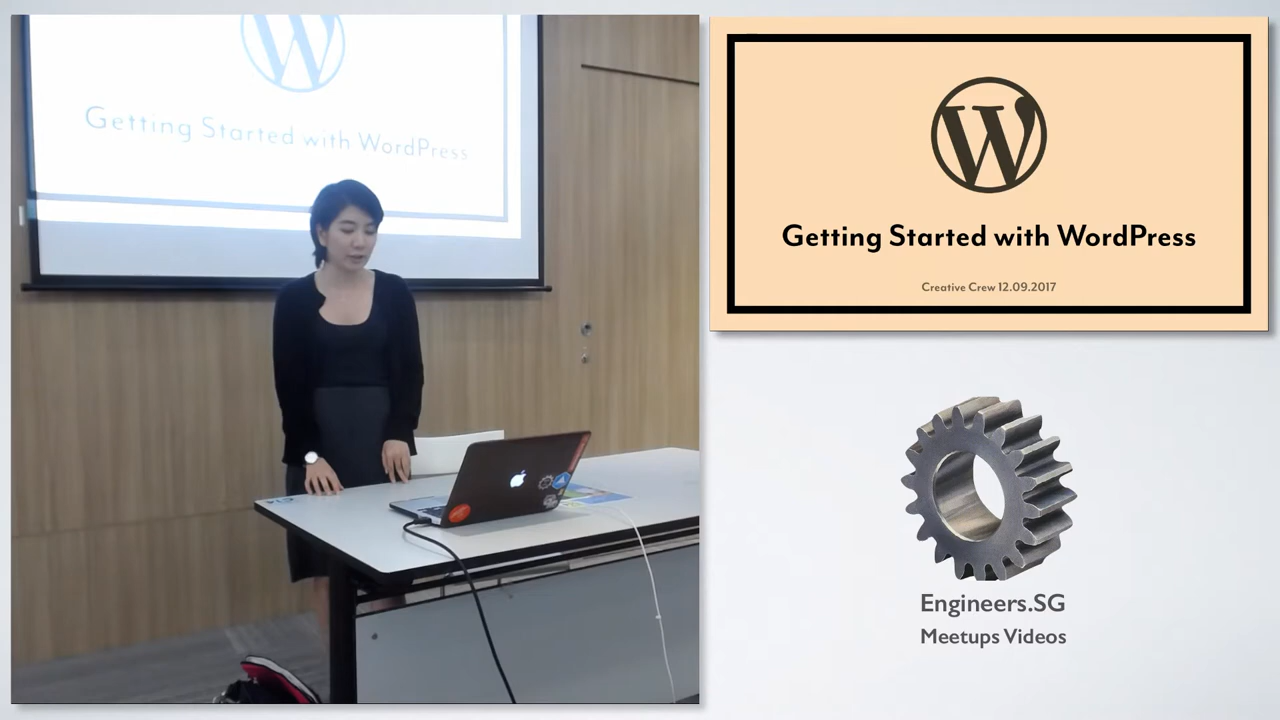 Getting Started with WordPress
Getting Started with WordPress
Creative Crew 12.09.2017
Engineers.SG
Meetups Videos